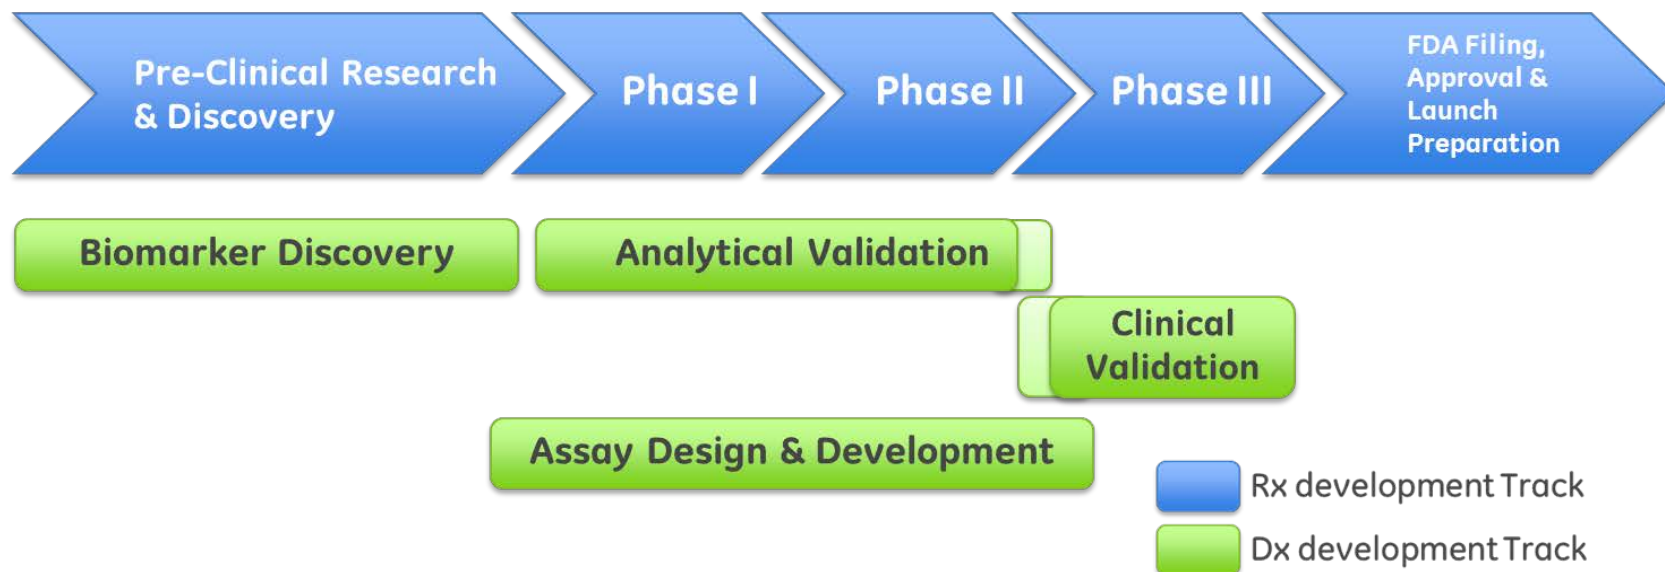 Pre-Clinical Research
& Discovery
Phase I
Phase II
Phase III
FDA Filing,
Approval &
Launch
Preparation
Biomarker Discovery
Analytical Validation
Clinical
Validation
Assay Design & Development
Rx development Track
Dx development Track